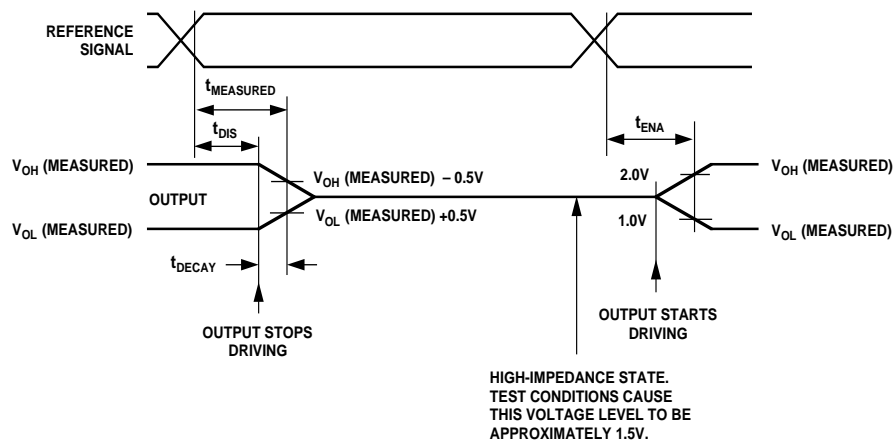 REFERENCE
SIGNAL
tMEASURED
tDIS
tENA
VOH (MEASURED)
VOH (MEASURED) – 0.5V
2.0V
VOH (MEASURED)
OUTPUT
VOL (MEASURED) +0.5V
1.0V
VOL (MEASURED)
VOL (MEASURED)
tDECAY
OUTPUT STOPS
DRIVING
OUTPUT STARTS
DRIVING
HIGH-IMPEDANCE STATE.
TEST CONDITIONS CAUSE
THIS VOLTAGE LEVEL TO BE
APPROXIMATELY 1.5V.